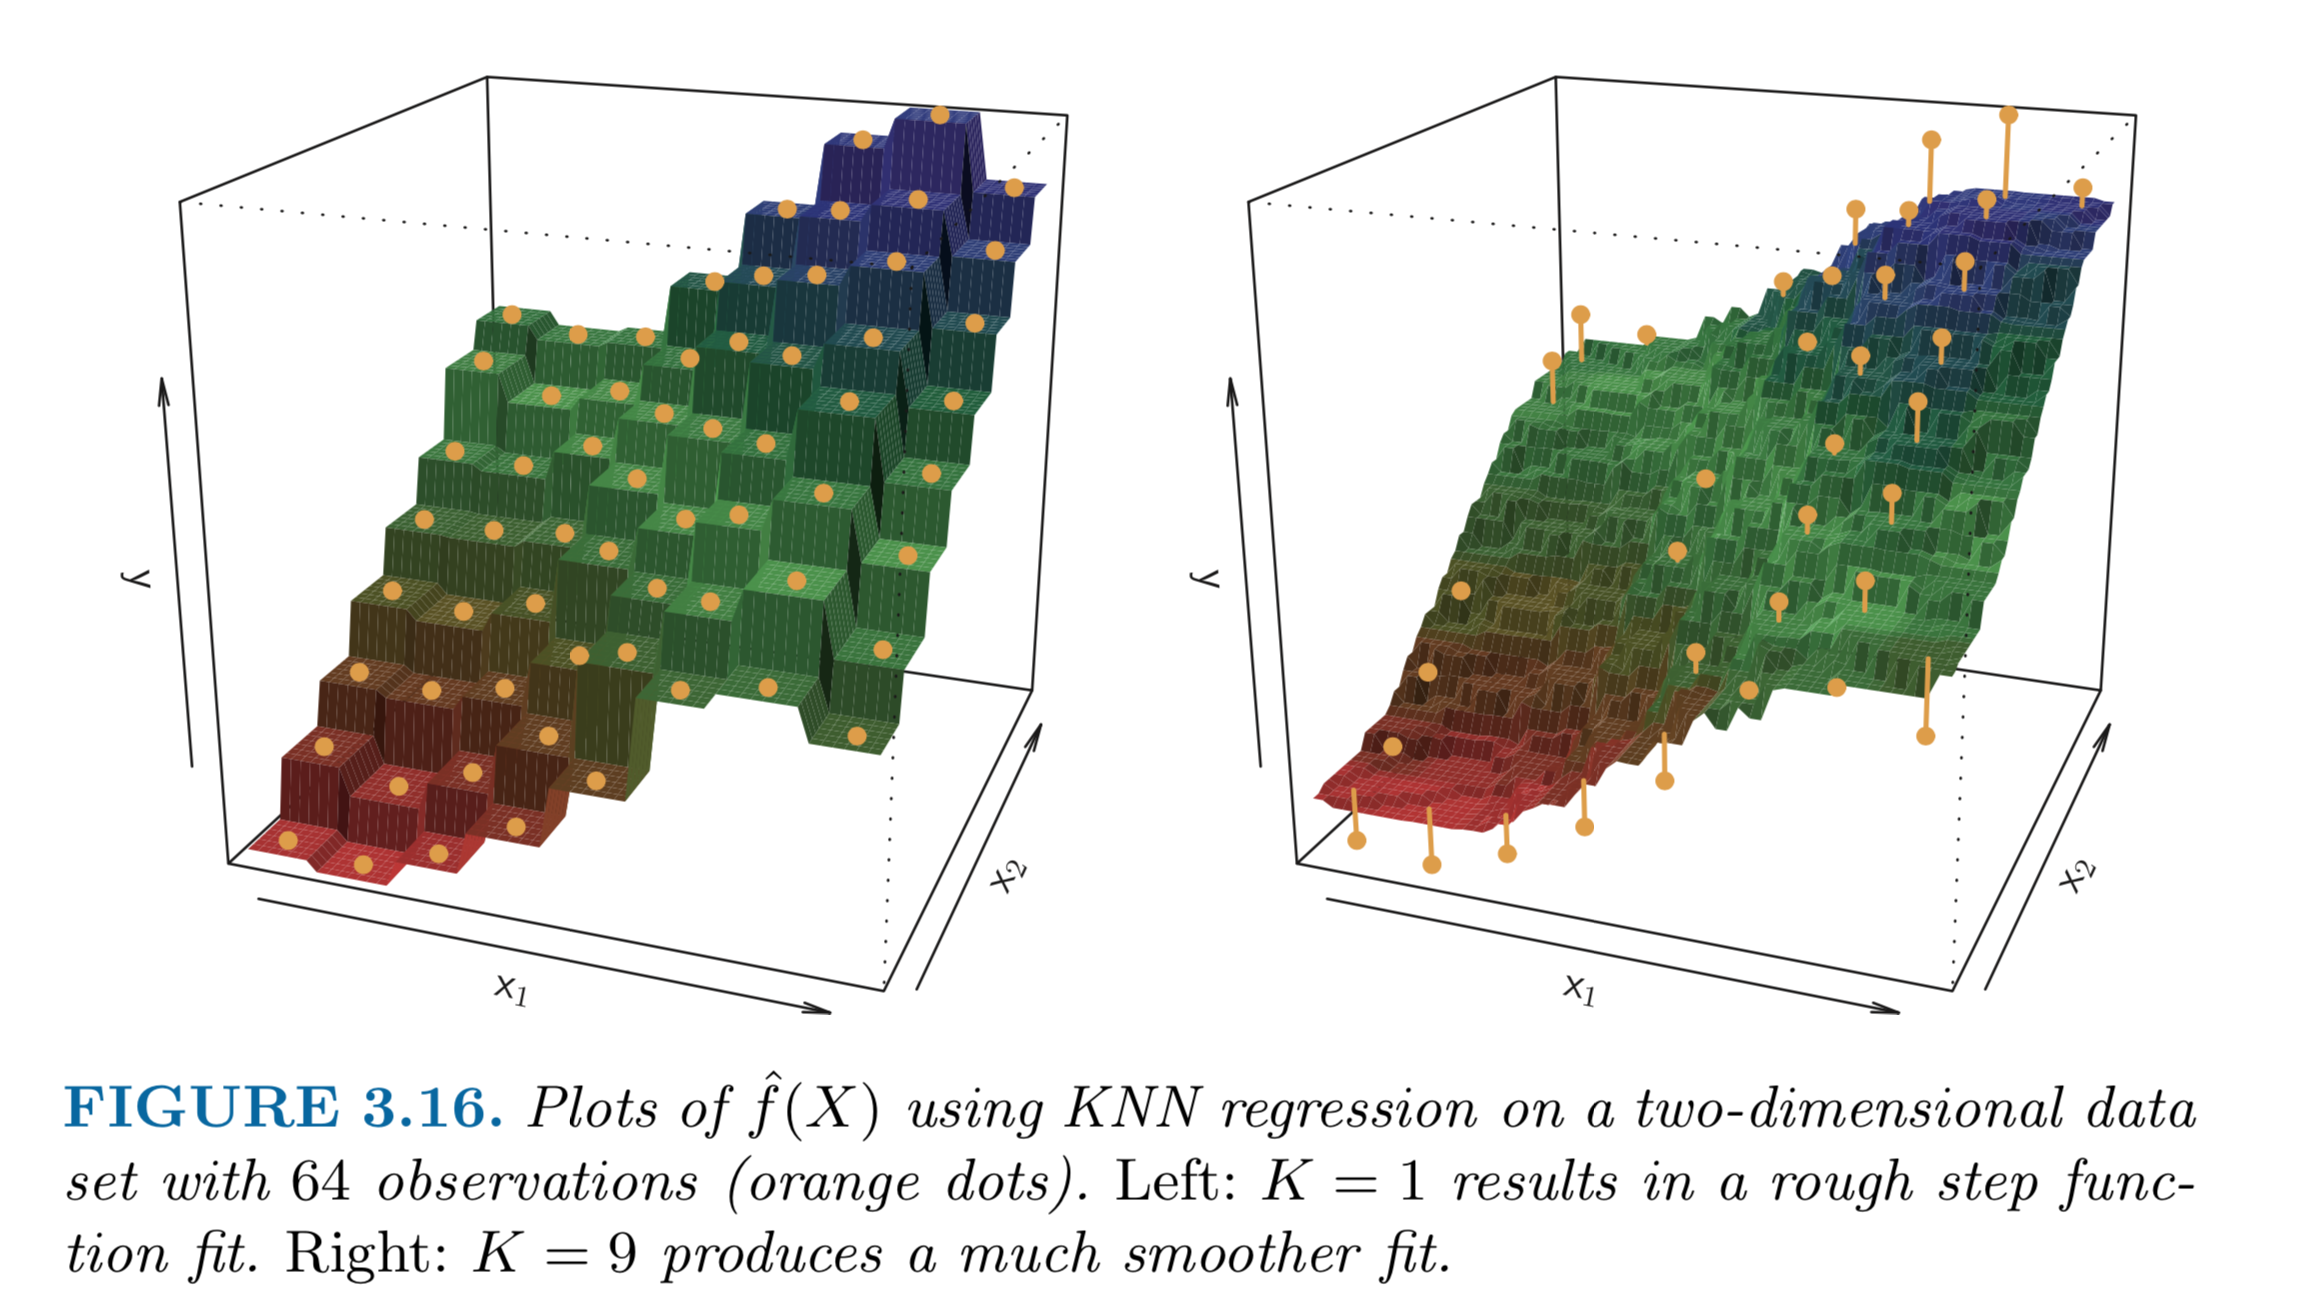 y
x1
x2
y
x1
x2
FIGURE 3.16. Plots of f̂(X) using KNN regression on a two-dimensional data
set with 64 observations (orange dots). Left: K = 1 results in a rough step func-
tion fit. Right: K = 9 produces a much smoother fit.